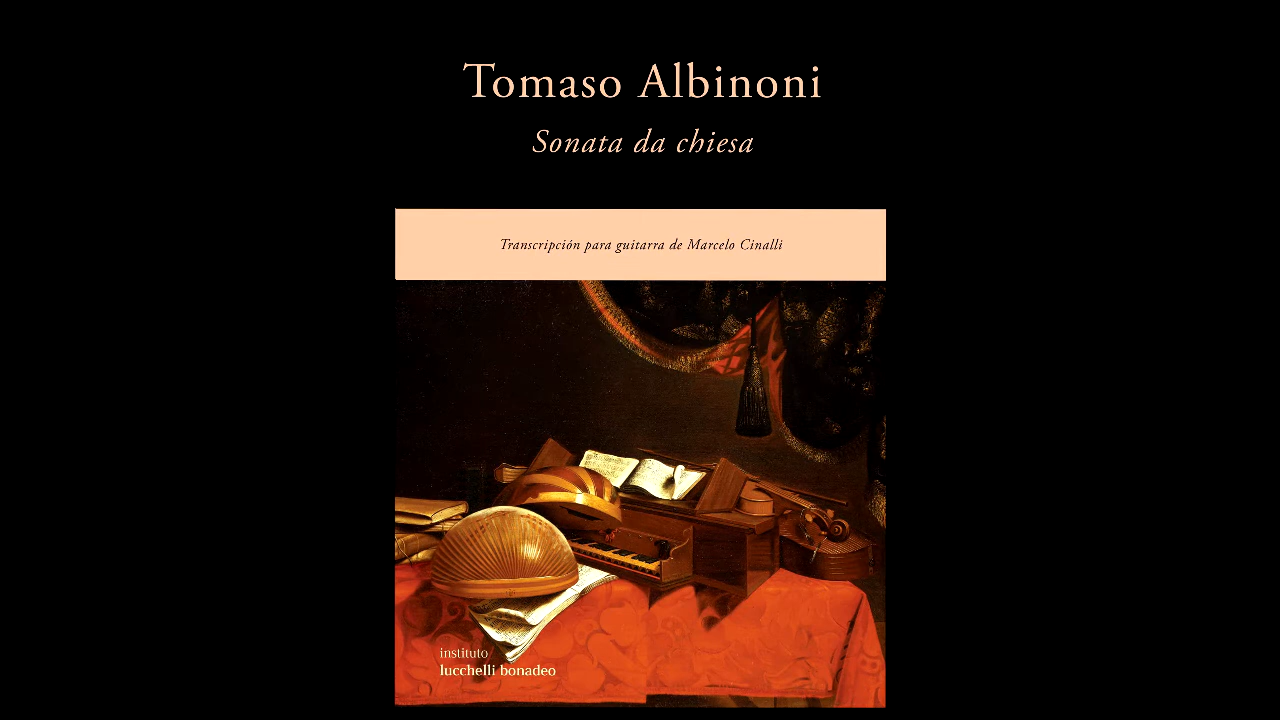 Tomaso Albinoni
Sonata da chiesa
Transcripción para guitarra de Marcelo Cinalli
instituto
lucchelli bonadeo